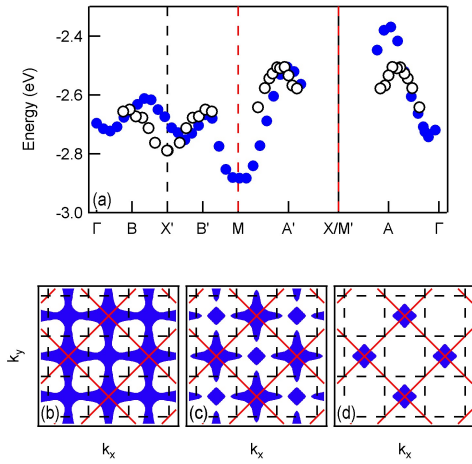 -2.4
-2.6
-2.8
-3.0
Energy (eV)
(a)
Γ B X' B' M A' X/M' A Γ
k_y
(b) (c) (d)
k_x k_x k_x